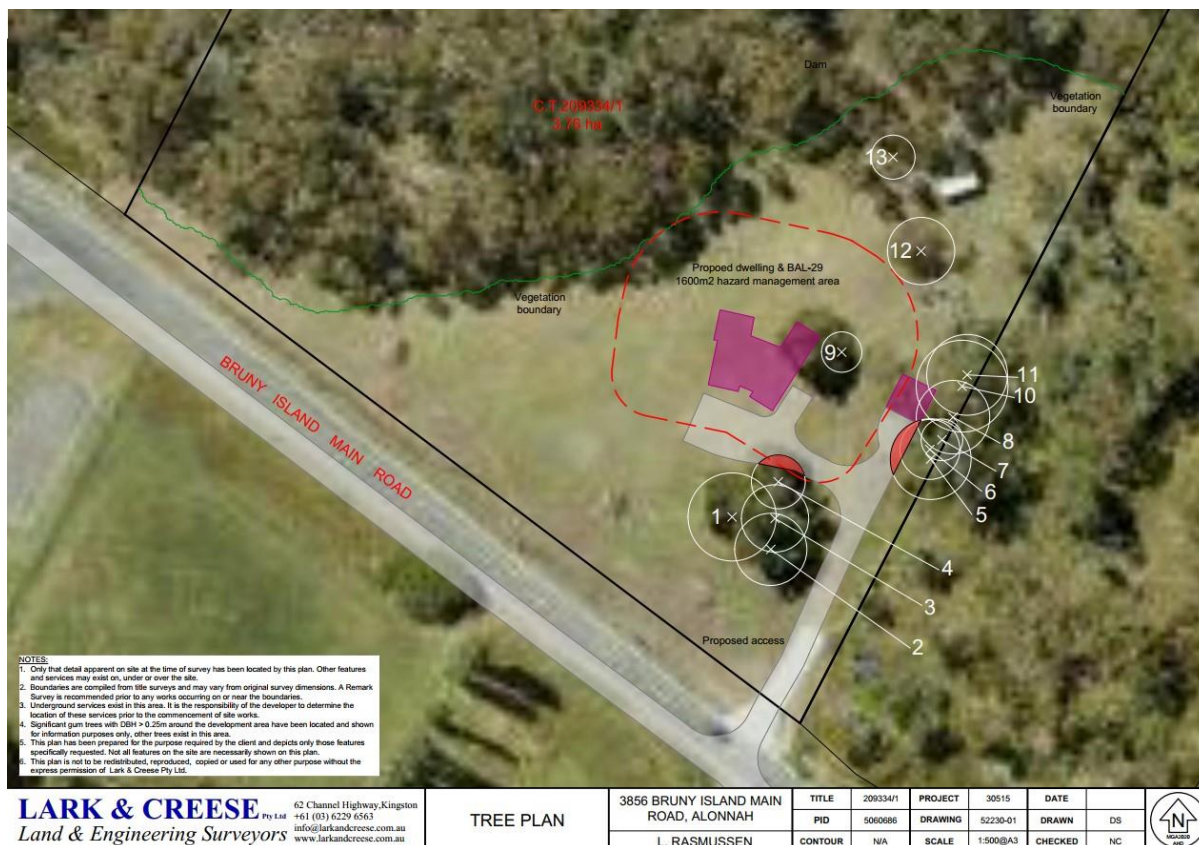 Dam
C.T.209334/1
3.78 ha
Vegetation
boundary
13
12
Propoed dwelling & BAL-29
1600m2 hazard management area
Vegetation
boundary
9
11
10
8
7
6
5
BRUNY ISLAND MAIN ROAD
1
4
3
2
Proposed access
NOTES:
1. Only that detail apparent on site at the time of survey has been located by this plan. Other features
and services may exist on, under or over the site.
2. Boundaries are compiled from title surveys and may vary from original survey dimensions. A Remark
Survey is recommended prior to any works occurring on or near the boundaries.
3. Underground services exist in this area. It is the responsibility of the developer to determine the
location of these services prior to the commencement of site works.
4. Significant gum trees with DBH > 0.25m around the development area have been located and shown
for information purposes only, other trees exist in this area.
5. This plan has been prepared for the purpose required by the client and depicts only those features
specifically requested. Not all features on the site are necessarily shown on this plan.
6. This plan is not to be redistributed, reproduced, copied or used for any other purpose without the
express permission of Lark & Creese Pty Ltd.
LARK & CREESE Pty Ltd
Land & Engineering Surveyors
62 Channel Highway,Kingston
+61 (03) 6229 6563
info@larkandcreese.com.au
www.larkandcreese.com.au
TREE PLAN
3856 BRUNY ISLAND MAIN
ROAD, ALONNAH
L. RASMUSSEN
TITLE 209334/1 PROJECT 30515 DATE
PID 5060686 DRAWING 52230-01 DRAWN DS
CONTOUR N/A SCALE 1:500@A3 CHECKED NC
N
MGA2020
AHD